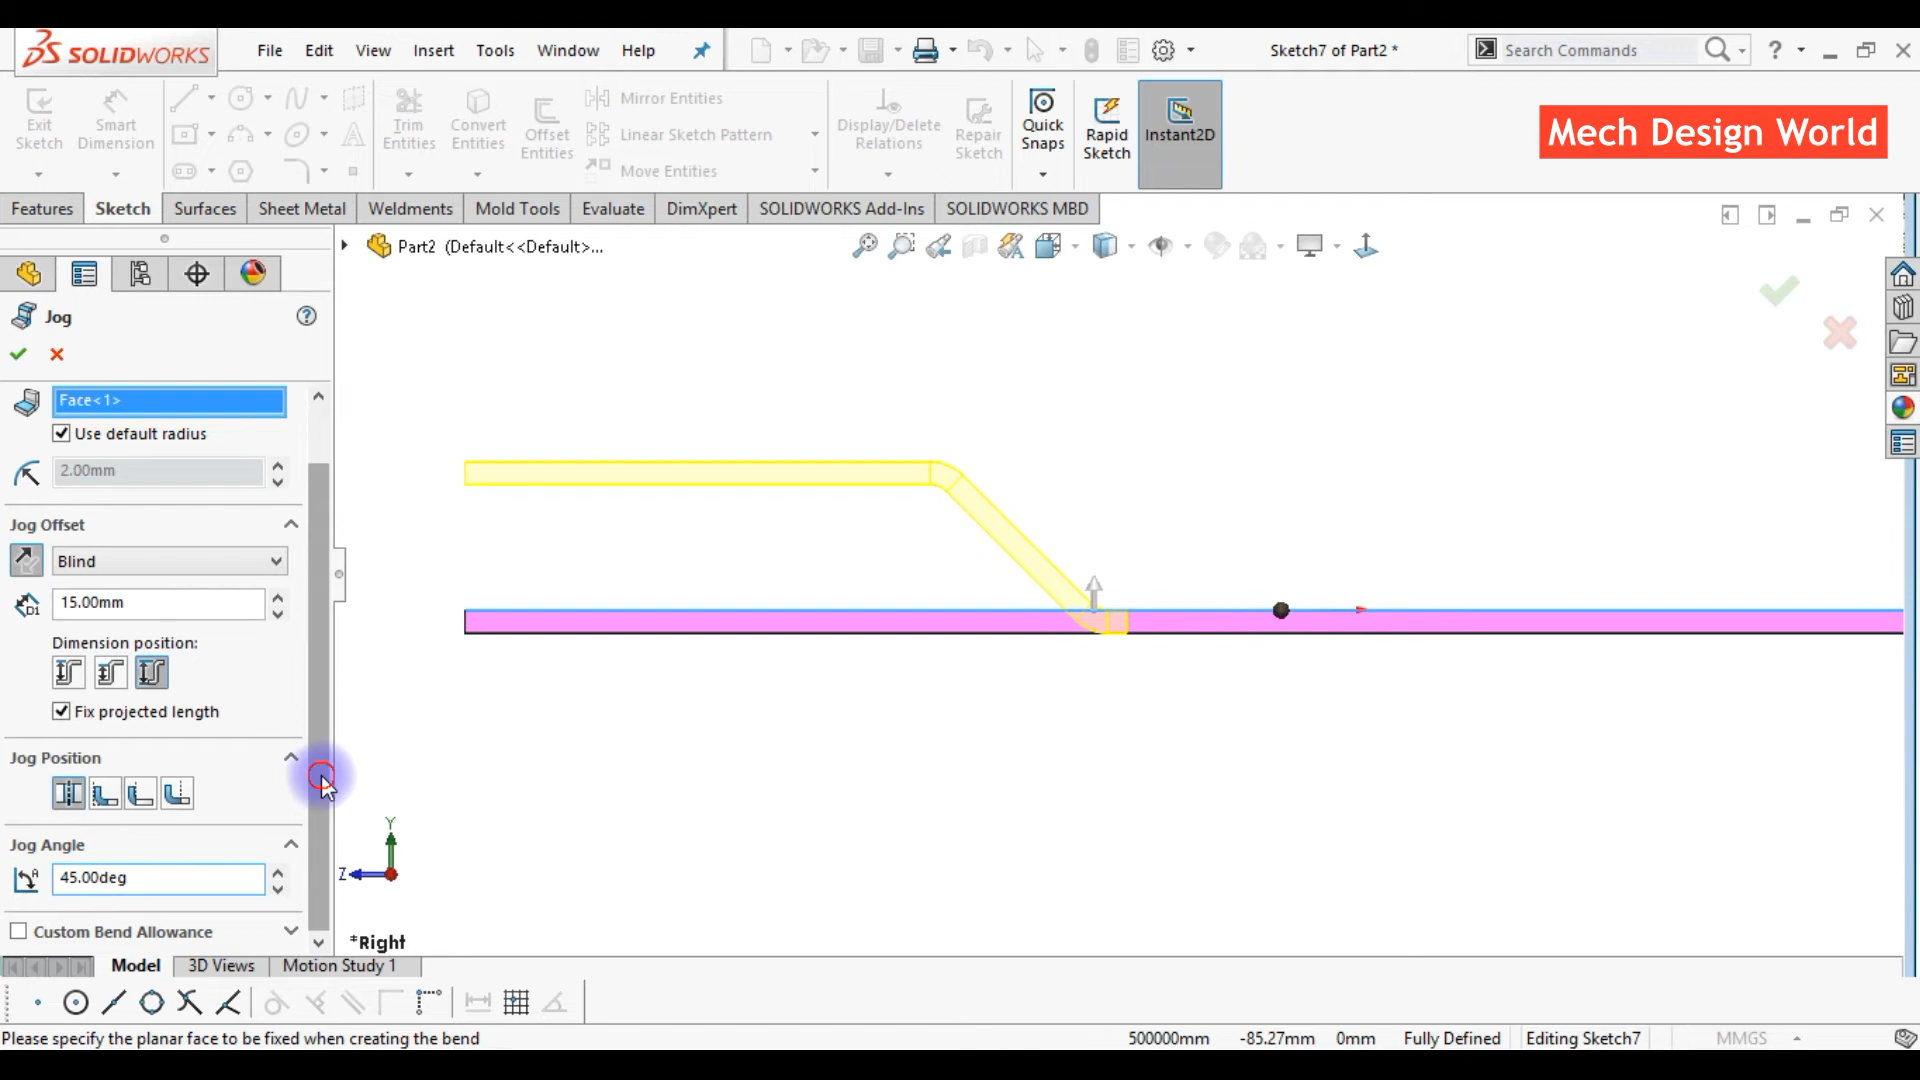 SOLIDWORKS File Edit View Insert Tools Window Help Sketch7 of Part2 * Search Commands ?
Exit Sketch
Smart Dimension
Trim Entities
Convert Entities
Offset Entities
Mirror Entities
Linear Sketch Pattern
Move Entities
Display/Delete Relations
Repair Sketch
Quick Snaps
Rapid Sketch
Instant2D
Mech Design World
Features Sketch Surfaces Sheet Metal Weldments Mold Tools Evaluate DimXpert SOLIDWORKS Add-Ins SOLIDWORKS MBD
Part2 (Default<<Default>...
Jog
Face<1>
Use default radius
2.00mm
Jog Offset
Blind
D1 15.00mm
Dimension position:
Fix projected length
Jog Position
Jog Angle
45.00deg
Custom Bend Allowance
Y
Z
*Right
Model 3D Views Motion Study 1
Please specify the planar face to be fixed when creating the bend 500000mm -85.27mm 0mm Fully Defined Editing Sketch7 MMGS